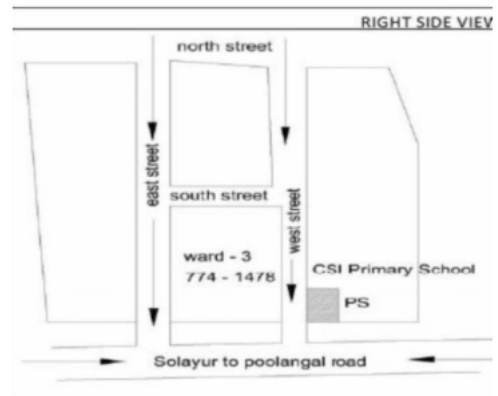 RIGHT SIDE VIEW
north street
east street
south street
west street
ward - 3
774 - 1478
CSI Primary School
PS
Solayur to poolangal road